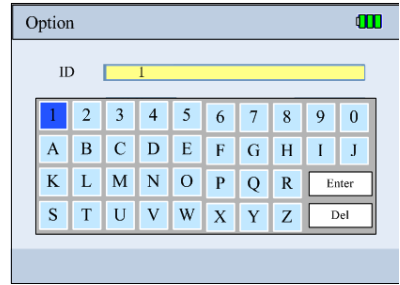 Option
ID 1
1 2 3 4 5 6 7 8 9 0
A B C D E F G H I J
K L M N O P Q R Enter
S T U V W X Y Z Del